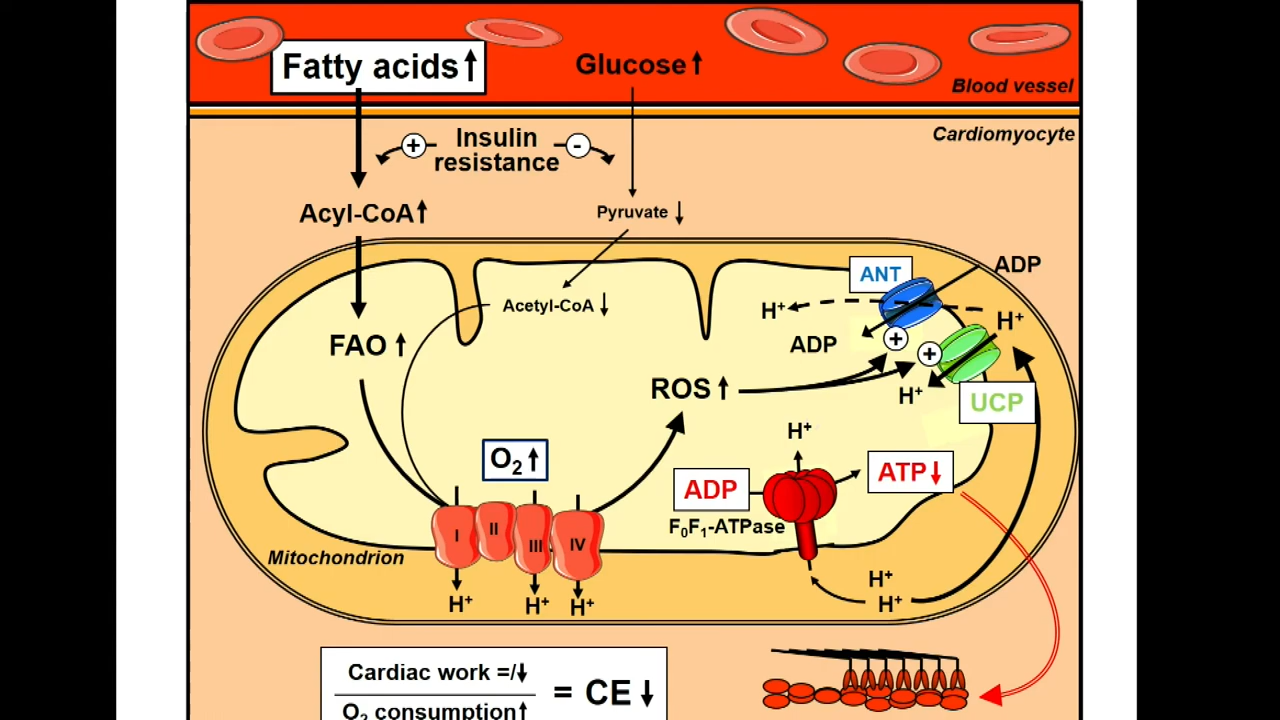 Fatty acids↑
Glucose↑
Blood vessel
Cardiomyocyte
+
Insulin
resistance
-
Acyl-CoA↑
Pyruvate↓
ANT
ADP
H⁺
Acetyl-CoA↓
H⁺
FAO↑
ADP
+
+
ROS↑
H⁺
UCP
H⁺
O₂↑
ADP
ATP↓
F₀F₁-ATPase
I
II
III
IV
Mitochondrion
H⁺
H⁺
H⁺
H⁺
H⁺
Cardiac work =/↓
= CE↓
O₂ consumption↑